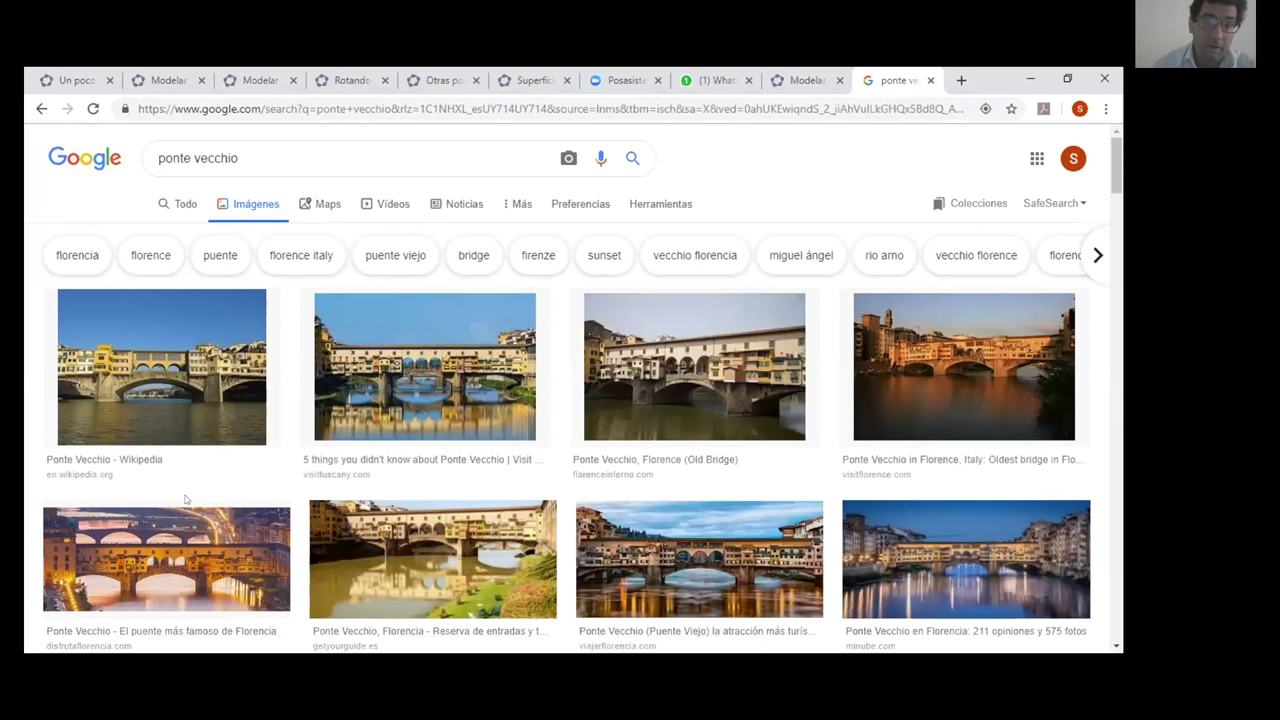 Un poco
Modelar
Modelar
Rotando
Otras po
Superfici
Posasiste
(1) What
Modelar
ponte ve
https://www.google.com/search?q=ponte+vecchio&rlz=1C1NHXL_esUY714UY714&source=lnms&tbm=isch&sa=X&ved=
Google
ponte vecchio
S
S
Todo
Imágenes
Maps
Vídeos
Noticias
Más
Preferencias
Herramientas
Colecciones
SafeSearch
florencia
florence
puente
florence italy
puente viejo
bridge
firenze
sunset
vecchio florencia
miguel ángel
rio arno
vecchio florence
floren
Ponte Vecchio - Wikipedia
en.wikipedia.org
5 things you didn't know about Ponte Vecchio | Visit ...
visittuscany.com
Ponte Vecchio, Florence (Old Bridge)
florenceinferno.com
Ponte Vecchio in Florence, Italy: Oldest bridge in Flo...
visitflorence.com
Ponte Vecchio - El puente más famoso de Florencia
disfrutaflorencia.com
Ponte Vecchio, Florencia - Reserva de entradas y t...
getyourguide.es
Ponte Vecchio (Puente Viejo) la atracción más turís...
viajarflorencia.com
Ponte Vecchio en Florencia: 211 opiniones y 575 fotos
minube.com